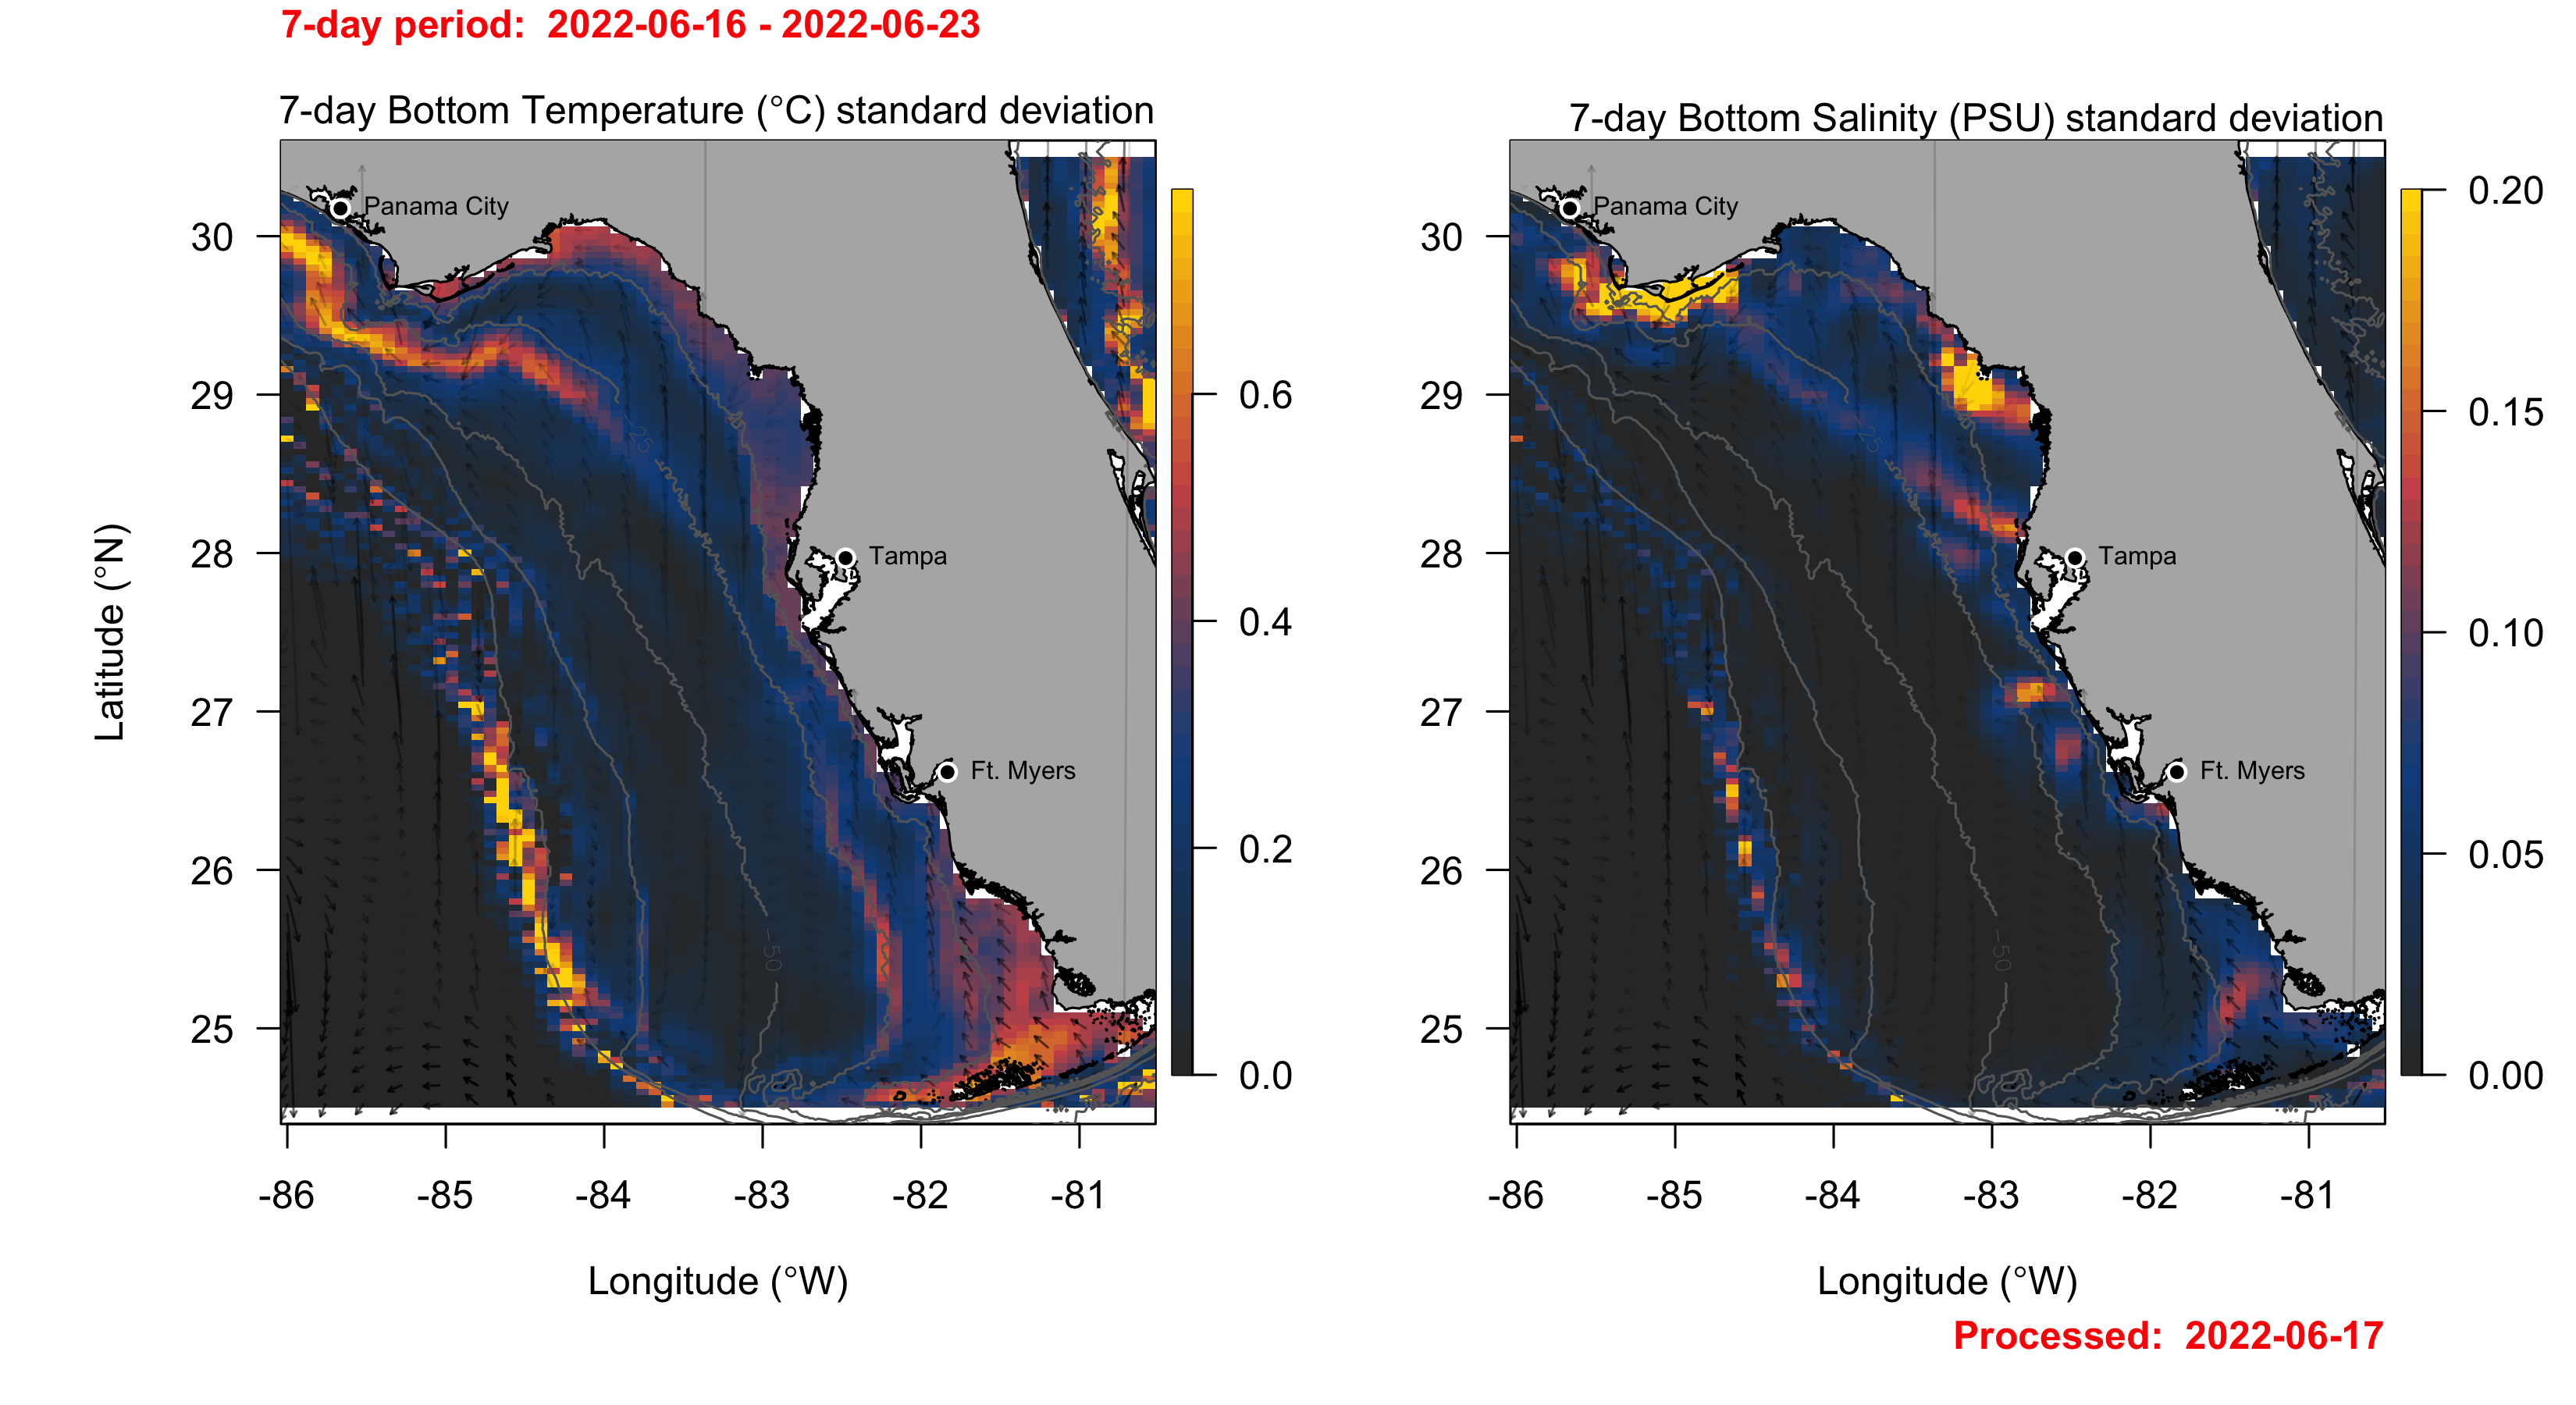 7-day period:  2022-06-16 - 2022-06-23
7-day Bottom Temperature (°C) standard deviation
Panama City
Tampa
Ft. Myers
-25
-50
30
29
28
27
26
25
Latitude (°N)
-86
-85
-84
-83
-82
-81
Longitude (°W)
0.6
0.4
0.2
0.0
7-day Bottom Salinity (PSU) standard deviation
Panama City
Tampa
Ft. Myers
-25
-50
30
29
28
27
26
25
-86
-85
-84
-83
-82
-81
Longitude (°W)
0.20
0.15
0.10
0.05
0.00
Processed:  2022-06-17